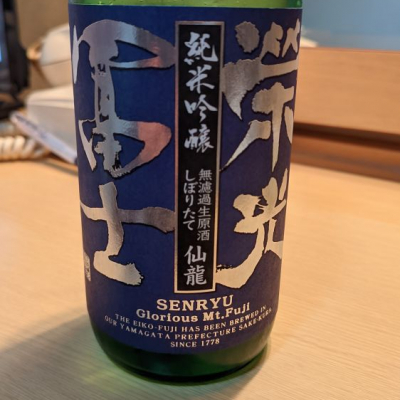 栄光
冨士
純米吟醸
無濾過生原酒
しぼりたて
仙龍
SENRYU
Glorious Mt.Fuji
THE EIKO-FUJI HAS BEEN BREWED IN
OUR YAMAGATA PREFECTURE SAKE-KURA.
SINCE 1778